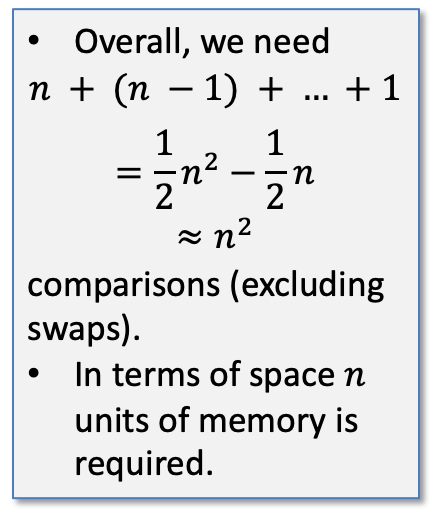 • Overall, we need
n + (n − 1) + ... + 1
= 1/2 n² − 1/2 n
≈ n²
comparisons (excluding
swaps).
• In terms of space n
units of memory is
required.